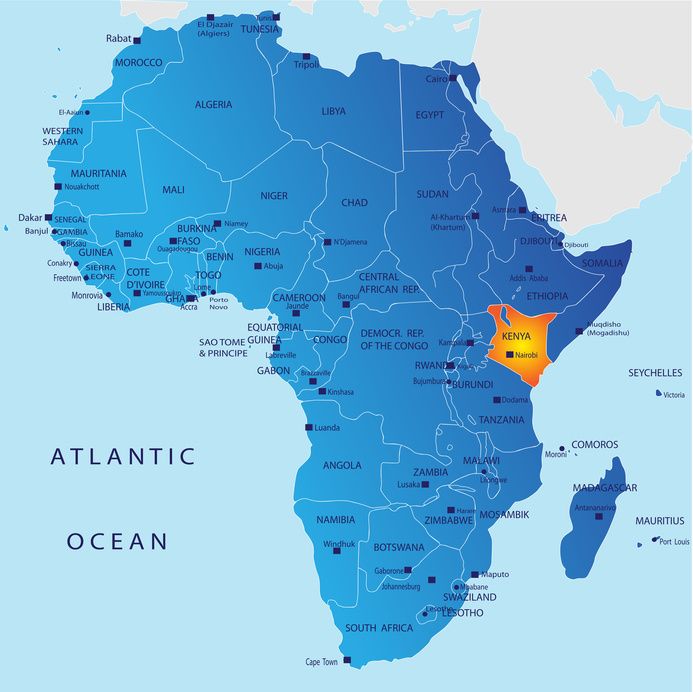 El Djazair
(Algiers)
Tunis
TUNESIA
Rabat
Tripoli
MOROCCO
Cairo
ALGERIA
LIBYA
EGYPT
El-Aaiun
WESTERN
SAHARA
MAURITANIA
Nouakchott
MALI
NIGER
CHAD
SUDAN
Dakar
SENEGAL
Banjul
GAMBIA
Bissau
Bamako
BURKINA
FASO
Ouagadougou
Niamey
N'Djamena
Al-Khartum
(Khartum)
Asmara
ERITREA
DJIBOUTI
Djibouti
GUINEA
Conakry
SIERRA
LEONE
Freetown
COTE
D'IVOIRE
Yamoussoukro
BENIN
TOGO
Lome
NIGERIA
Abuja
GHANA
Accra
Porto
Novo
Monrovia
LIBERIA
CENTRAL
AFRICAN REP.
Addis Ababa
ETHIOPIA
SOMALIA
CAMEROON
Jaunde
Bangui
EQUATORIAL
GUINEA
SAO TOME
& PRINCIPE
Labreville
GABON
CONGO
DEMOCR. REP.
OF THE CONGO
Kampala
KENYA
Nairobi
Muqdisho
(Mogadishu)
RWANDA
Kigali
Bujumbura
BURUNDI
Brazzaville
Kinshasa
Dodama
TANZANIA
SEYCHELLES
Victoria
Luanda
ATLANTIC
OCEAN
ANGOLA
ZAMBIA
Lusaka
MALAWI
Lilongwe
COMOROS
Moroni
MADAGASCAR
Antananarivo
MAURITIUS
Port Louis
NAMIBIA
Windhuk
Harare
ZIMBABWE
MOSAMBIK
BOTSWANA
Gaborone
Johannesburg
Maputo
Mbabane
SWAZILAND
Lesotho
LESOTHO
SOUTH AFRICA
Cape Town